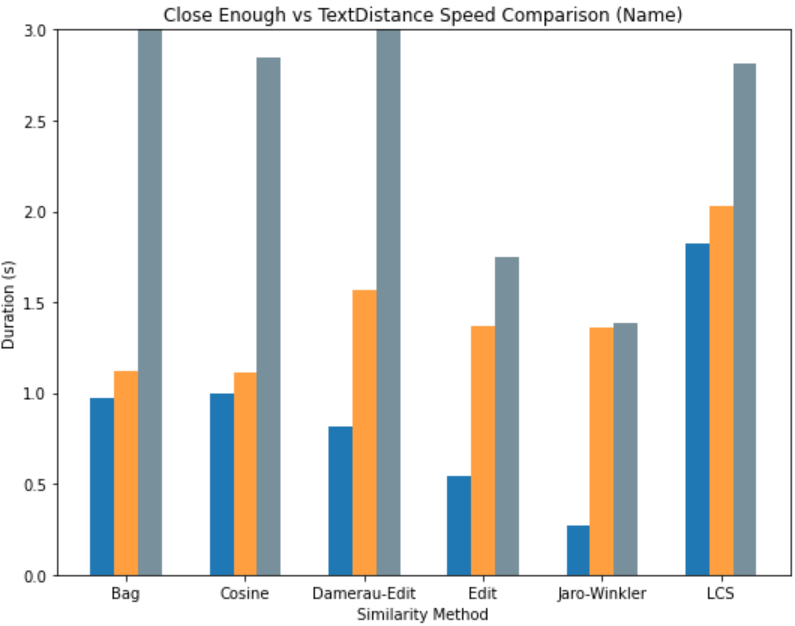 Close Enough vs TextDistance Speed Comparison (Name)
3.0
2.5
2.0
1.5
1.0
0.5
0.0
Duration (s)
Bag Cosine Damerau-Edit Edit Jaro-Winkler LCS
Similarity Method